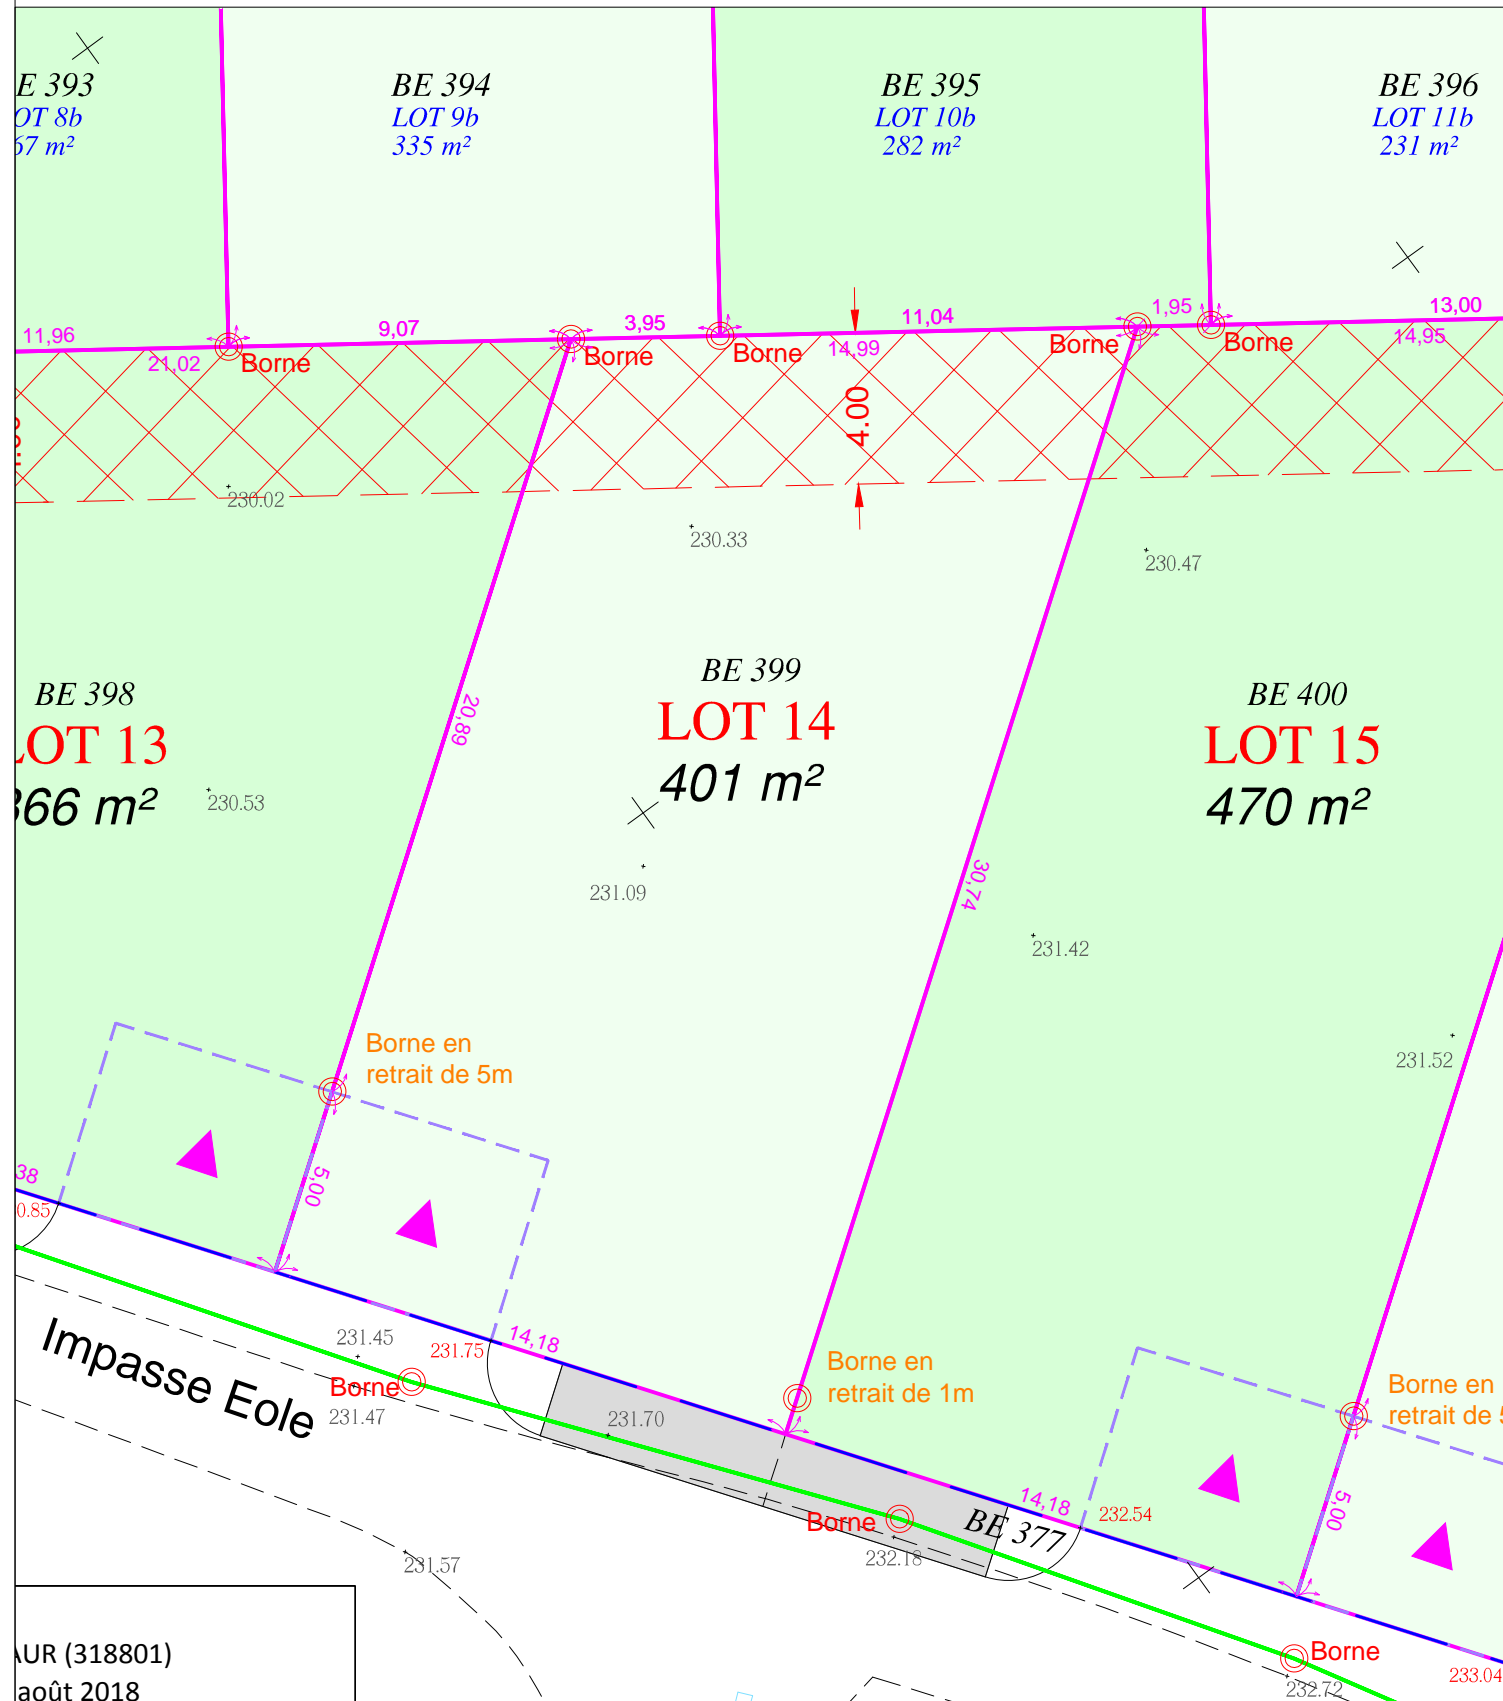 E 393
OT 8b
67 m²
BE 394
LOT 9b
335 m²
BE 395
LOT 10b
282 m²
BE 396
LOT 11b
231 m²
11,96
9,07
3,95
11,04
1,95
13,00
21,02
14,99
14,95
Borne
Borne
Borne
Borne
Borne
4.00
230.02
230.33
230.47
BE 398
LOT 13
366 m²
BE 399
LOT 14
401 m²
BE 400
LOT 15
470 m²
20,89
30,74
230.53
231.09
231.42
231.52
Borne en
retrait de 5m
5,00
38
0.85
14,18
231.45
231.75
Impasse Eole
Borne
231.47
231.70
Borne en
retrait de 1m
Borne en
retrait de 5
5,00
14,18
232.54
BE 377
Borne
232.18
231.57
Borne
232.72
233.04
AUR (318801)
août 2018